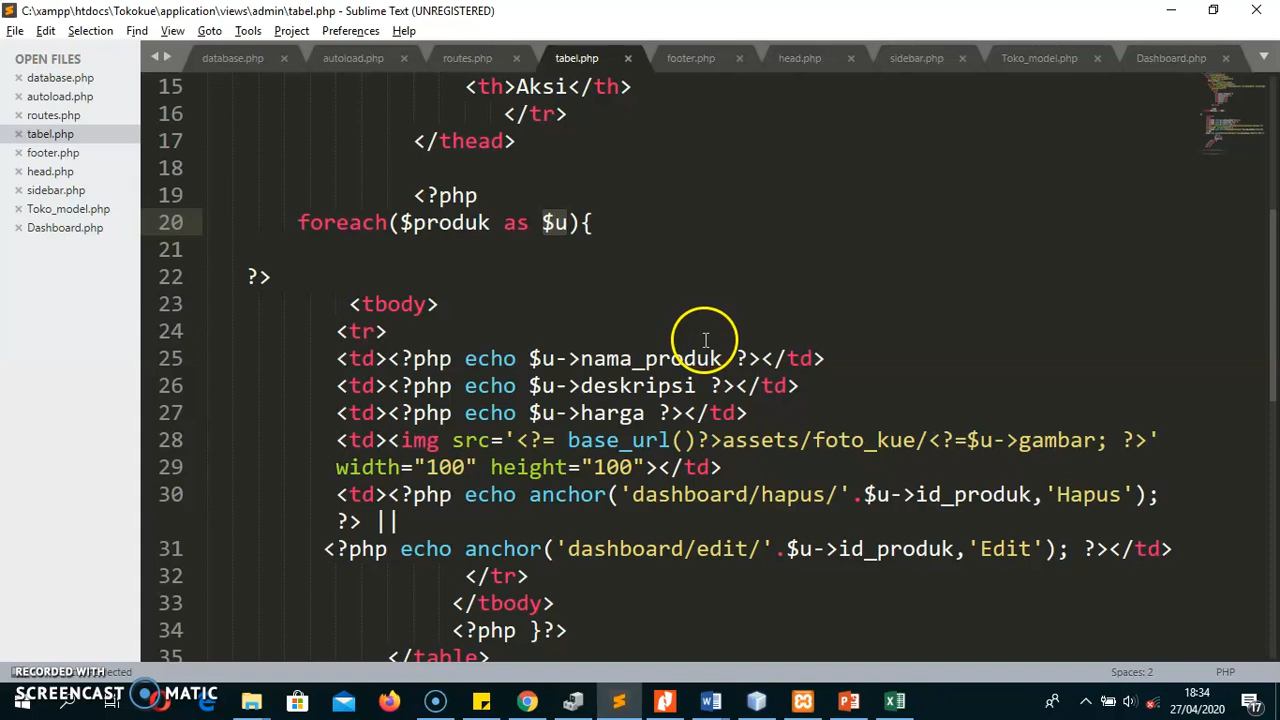 C:\xampp\htdocs\Tokokue\application\views\admin\tabel.php - Sublime Text (UNREGISTERED)
File Edit Selection Find View Goto Tools Project Preferences Help
OPEN FILES
database.php
autoload.php
routes.php
tabel.php
footer.php
head.php
sidebar.php
Toko_model.php
Dashboard.php
database.php autoload.php routes.php tabel.php footer.php head.php sidebar.php Toko_model.php Dashboard.php
15 <th>Aksi</th>
16 </tr>
17 </thead>
18
19 <?php
20 foreach($produk as $u){
21
22 ?>
23 <tbody>
24 <tr>
25 <td><?php echo $u->nama_produk ?></td>
26 <td><?php echo $u->deskripsi ?></td>
27 <td><?php echo $u->harga ?></td>
28 <td><img src='<?= base_url()?>assets/foto_kue/<?=$u->gambar; ?>'
29 width="100" height="100"></td>
30 <td><?php echo anchor('dashboard/hapus/'.$u->id_produk,'Hapus');
?> ||
31 <?php echo anchor('dashboard/edit/'.$u->id_produk,'Edit'); ?></td>
32 </tr>
33 </tbody>
34 <?php }?>
35 </table>
Spaces: 2 PHP
RECORDED WITH
SCREENCAST MATIC
18:34
27/04/2020
17